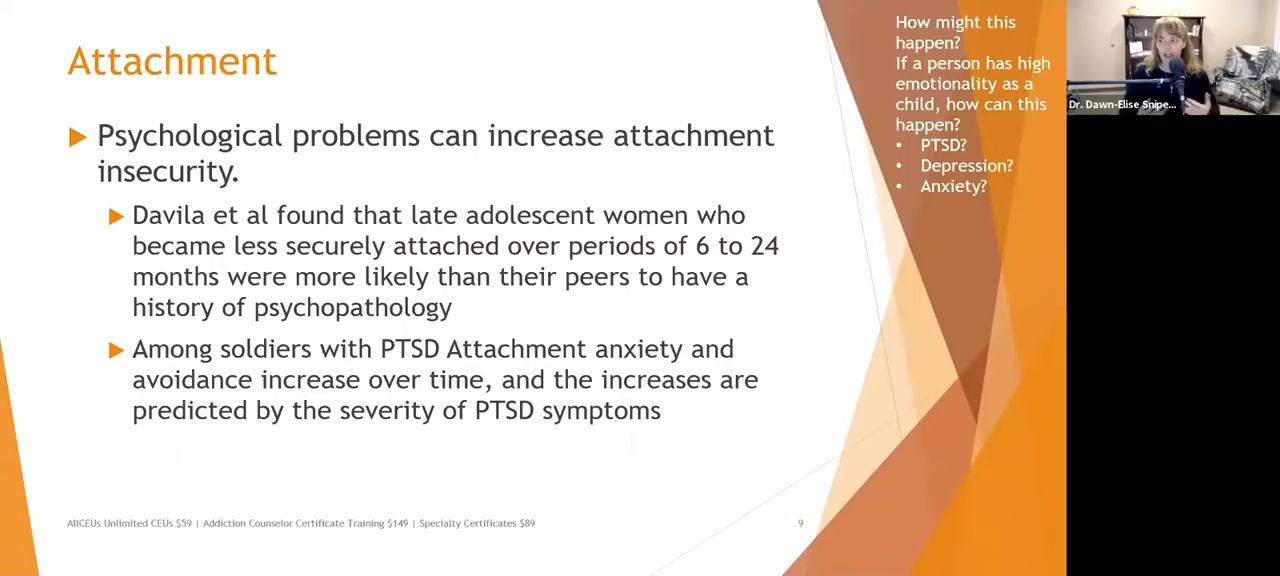 Attachment
Psychological problems can increase attachment
insecurity.
Davila et al found that late adolescent women who
became less securely attached over periods of 6 to 24
months were more likely than their peers to have a
history of psychopathology
Among soldiers with PTSD Attachment anxiety and
avoidance increase over time, and the increases are
predicted by the severity of PTSD symptoms
AllCEUs Unlimited CEUs $59 | Addiction Counselor Certificate Training $149 | Specialty Certificates $89
9
How might this
happen?
If a person has high
emotionality as a
child, how can this
happen?
• PTSD?
• Depression?
• Anxiety?
Dr. Dawn-Elise Snipe...